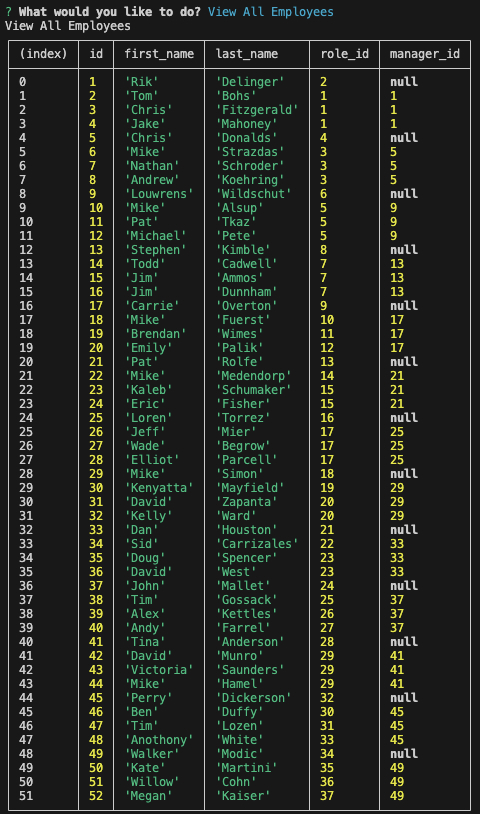 ? What would you like to do? View All Employees
View All Employees
(index) id first_name last_name role_id manager_id
0 1 'Rik' 'Delinger' 2 null
1 2 'Tom' 'Bohs' 1 1
2 3 'Chris' 'Fitzgerald' 1 1
3 4 'Jake' 'Mahoney' 1 1
4 5 'Chris' 'Donalds' 4 null
5 6 'Mike' 'Strazdas' 3 5
6 7 'Nathan' 'Schroder' 3 5
7 8 'Andrew' 'Koehring' 3 5
8 9 'Louwrens' 'Wildschut' 6 null
9 10 'Mike' 'Alsup' 5 9
10 11 'Pat' 'Tkaz' 5 9
11 12 'Michael' 'Pete' 5 9
12 13 'Stephen' 'Kimble' 8 null
13 14 'Todd' 'Cadwell' 7 13
14 15 'Jim' 'Ammos' 7 13
15 16 'Jim' 'Dunnham' 7 13
16 17 'Carrie' 'Overton' 9 null
17 18 'Mike' 'Fuerst' 10 17
18 19 'Brendan' 'Wimes' 11 17
19 20 'Emily' 'Palik' 12 17
20 21 'Pat' 'Rolfe' 13 null
21 22 'Mike' 'Medendorp' 14 21
22 23 'Kaleb' 'Schumaker' 15 21
23 24 'Eric' 'Fisher' 15 21
24 25 'Loren' 'Torrez' 16 null
25 26 'Jeff' 'Mier' 17 25
26 27 'Wade' 'Begrow' 17 25
27 28 'Elliot' 'Parcell' 17 25
28 29 'Mike' 'Simon' 18 null
29 30 'Kenyatta' 'Mayfield' 19 29
30 31 'David' 'Zapanta' 20 29
31 32 'Kelly' 'Ward' 20 29
32 33 'Dan' 'Houston' 21 null
33 34 'Sid' 'Carrizales' 22 33
34 35 'Doug' 'Spencer' 23 33
35 36 'David' 'West' 23 33
36 37 'John' 'Mallet' 24 null
37 38 'Tim' 'Gossack' 25 37
38 39 'Alex' 'Kettles' 26 37
39 40 'Andy' 'Farrel' 27 37
40 41 'Tina' 'Anderson' 28 null
41 42 'David' 'Munro' 29 41
42 43 'Victoria' 'Saunders' 29 41
43 44 'Mike' 'Hamel' 29 41
44 45 'Perry' 'Dickerson' 32 null
45 46 'Ben' 'Duffy' 30 45
46 47 'Tim' 'Lozen' 31 45
47 48 'Anothony' 'White' 33 45
48 49 'Walker' 'Modic' 34 null
49 50 'Kate' 'Martini' 35 49
50 51 'Willow' 'Cohn' 36 49
51 52 'Megan' 'Kaiser' 37 49